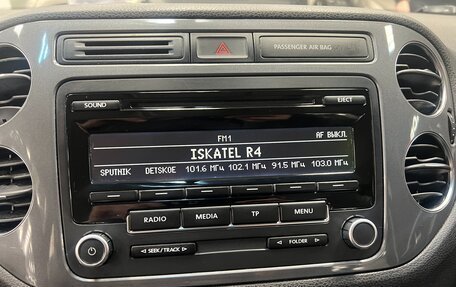 PASSENGER AIR BAG
SOUND
EJECT
FM1
AF ВЫКЛ.
ISKATEL R4
SPUTNIK DETSKOE 101.6 МГц 102.1 МГц 91.5 МГц 103.0 МГц
RADIO MEDIA TP MENU
SEEK/TRACK
FOLDER